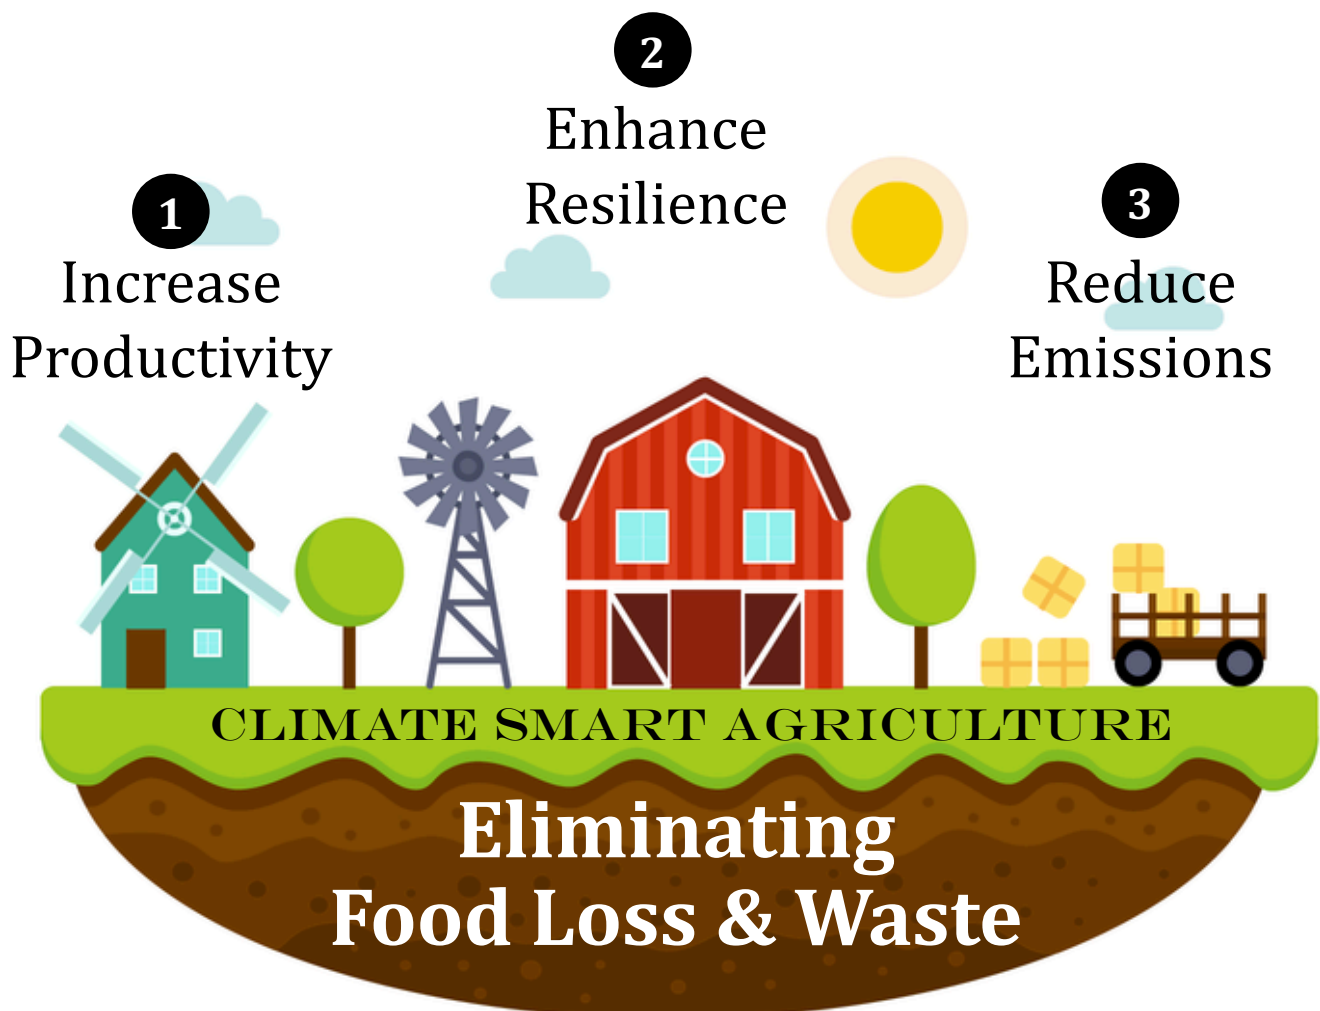 1
Increase
Productivity
2
Enhance
Resilience
3
Reduce
Emissions
CLIMATE SMART AGRICULTURE
Eliminating
Food Loss & Waste